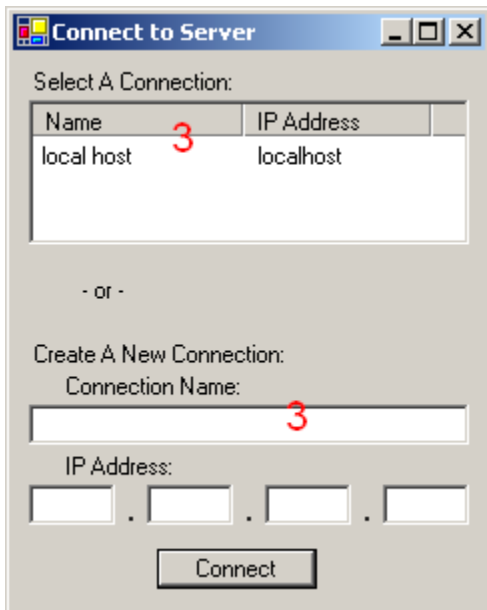 Connect to Server
Select A Connection:
Name 3 IP Address
local host localhost
- or -
Create A New Connection:
Connection Name:
3
IP Address:
. . .
Connect